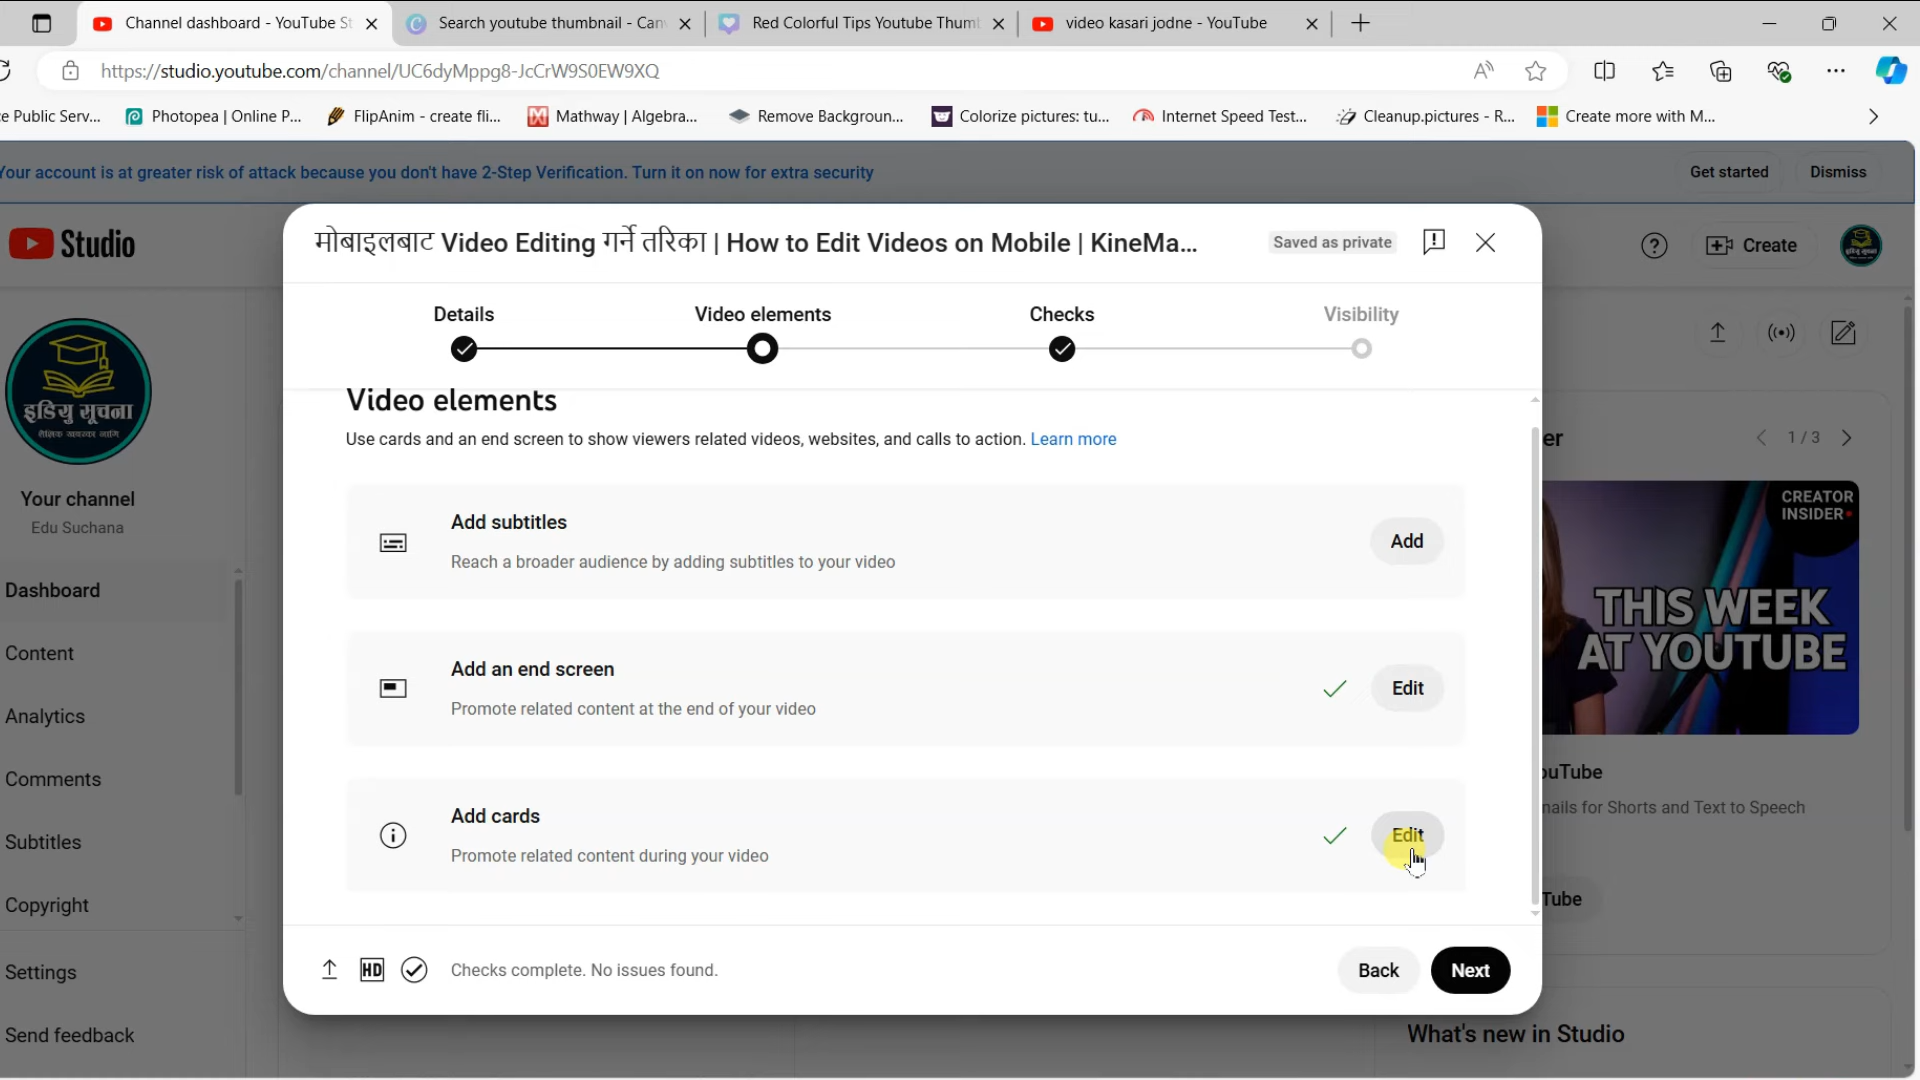 Channel dashboard - YouTube St
Search youtube thumbnail - Can
Red Colorful Tips Youtube Thum
video kasari jodne - YouTube
https://studio.youtube.com/channel/UC6dyMppg8-JcCrW9S0EW9XQ
e Public Serv...
Photopea | Online P...
FlipAnim - create fli...
Mathway | Algebra...
Remove Backgroun...
Colorize pictures: tu...
Internet Speed Test...
Cleanup.pictures - R...
Create more with M...
Your account is at greater risk of attack because you don't have 2-Step Verification. Turn it on now for extra security
Get started
Dismiss
Studio
मोबाइलबाट Video Editing गर्ने तरिका | How to Edit Videos on Mobile | KineMa...
Saved as private
Create
Details
Video elements
Checks
Visibility
इडियु सूचना
Your channel
Edu Suchana
Dashboard
Content
Analytics
Comments
Subtitles
Copyright
Settings
Send feedback
Video elements
Use cards and an end screen to show viewers related videos, websites, and calls to action. Learn more
Add subtitles
Reach a broader audience by adding subtitles to your video
Add
Add an end screen
Promote related content at the end of your video
Edit
Add cards
Promote related content during your video
Edit
HD
Checks complete. No issues found.
Back
Next
er
1 / 3
CREATOR
INSIDER
THIS WEEK
AT YOUTUBE
ouTube
nails for Shorts and Text to Speech
Tube
What's new in Studio